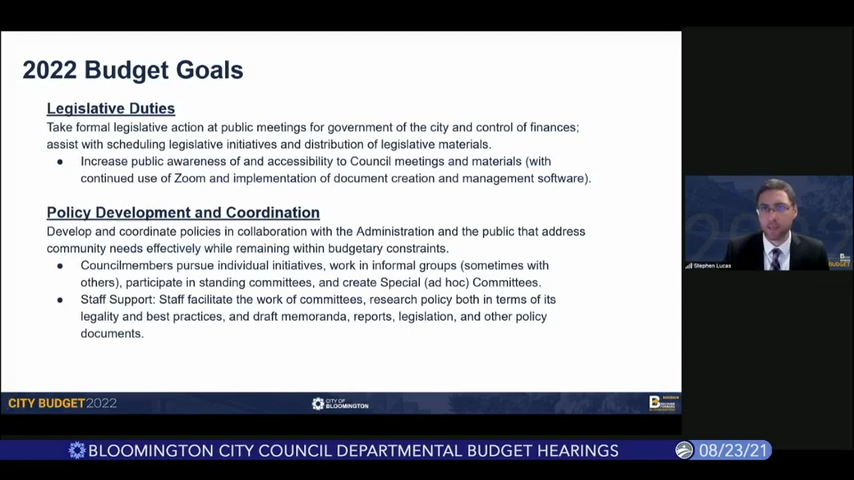 2022 Budget Goals
Legislative Duties
Take formal legislative action at public meetings for government of the city and control of finances;
assist with scheduling legislative initiatives and distribution of legislative materials.
● Increase public awareness of and accessibility to Council meetings and materials (with
continued use of Zoom and implementation of document creation and management software).
Policy Development and Coordination
Develop and coordinate policies in collaboration with the Administration and the public that address
community needs effectively while remaining within budgetary constraints.
● Councilmembers pursue individual initiatives, work in informal groups (sometimes with
others), participate in standing committees, and create Special (ad hoc) Committees.
● Staff Support: Staff facilitate the work of committees, research policy both in terms of its
legality and best practices, and draft memoranda, reports, legislation, and other policy
documents.
CITY BUDGET2022
CITY OF
BLOOMINGTON
Stephen Lucas
BUDGET
BLOOMINGTON CITY COUNCIL DEPARTMENTAL BUDGET HEARINGS
08/23/21